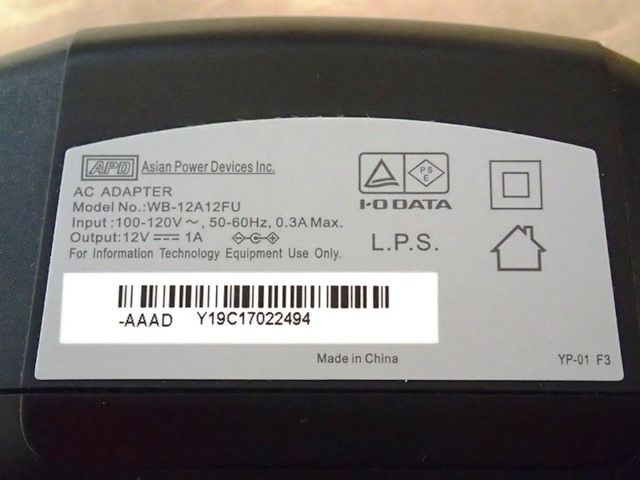 APD Asian Power Devices Inc.
AC ADAPTER
Model No.:WB-12A12FU
Input:100-120V～, 50-60Hz, 0.3A Max.
Output:12V⎓ 1A
For Information Technology Equipment Use Only.
PS
E
I-O DATA
L.P.S.
-AAAD Y19C17022494
Made in China
YP-01 F3